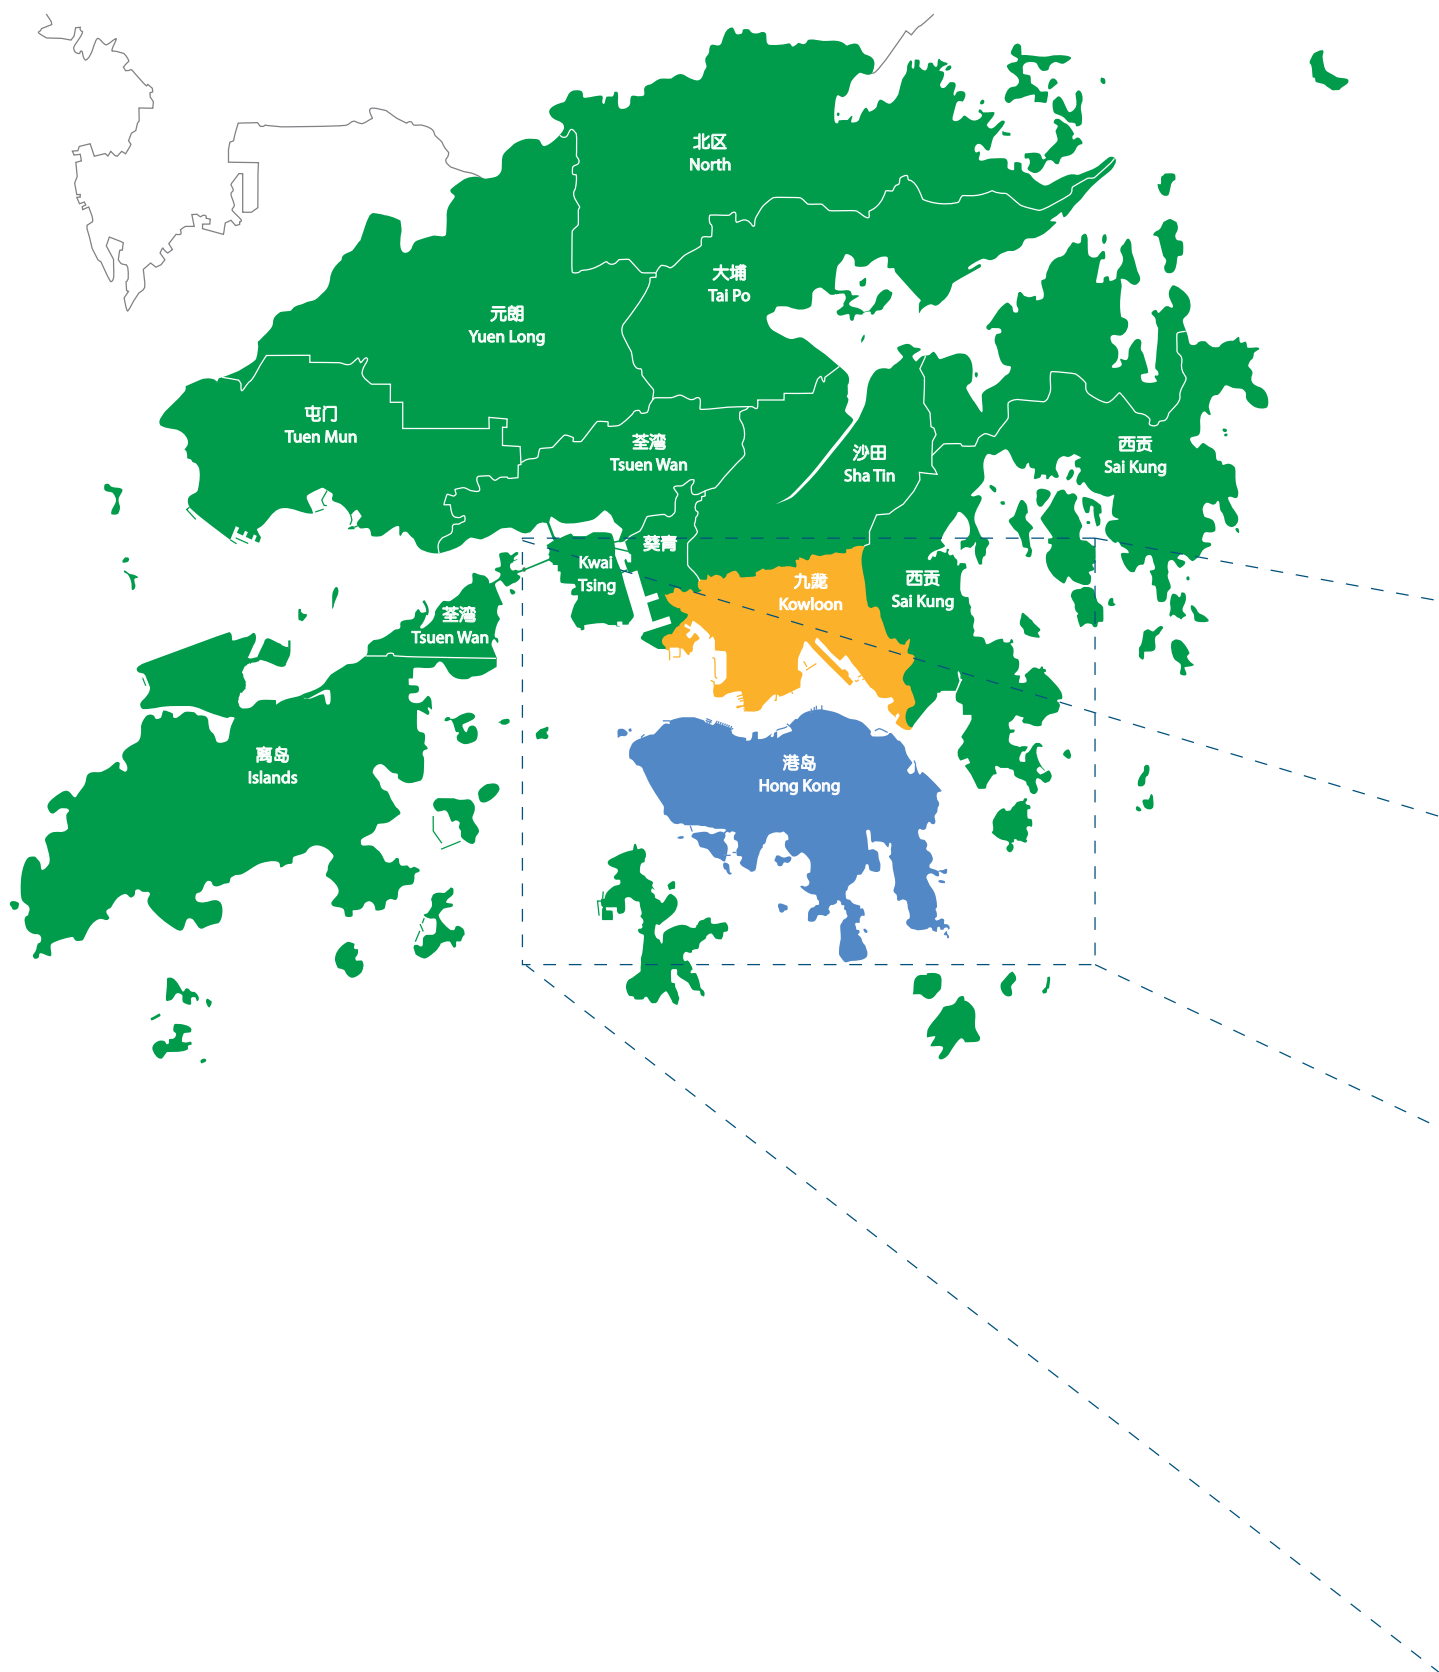 北区
North
大埔
Tai Po
元朗
Yuen Long
屯门
Tuen Mun
荃湾
Tsuen Wan
沙田
Sha Tin
西贡
Sai Kung
葵青
Kwai
Tsing
九龙
Kowloon
西贡
Sai Kung
荃湾
Tsuen Wan
离岛
Islands
港岛
Hong Kong